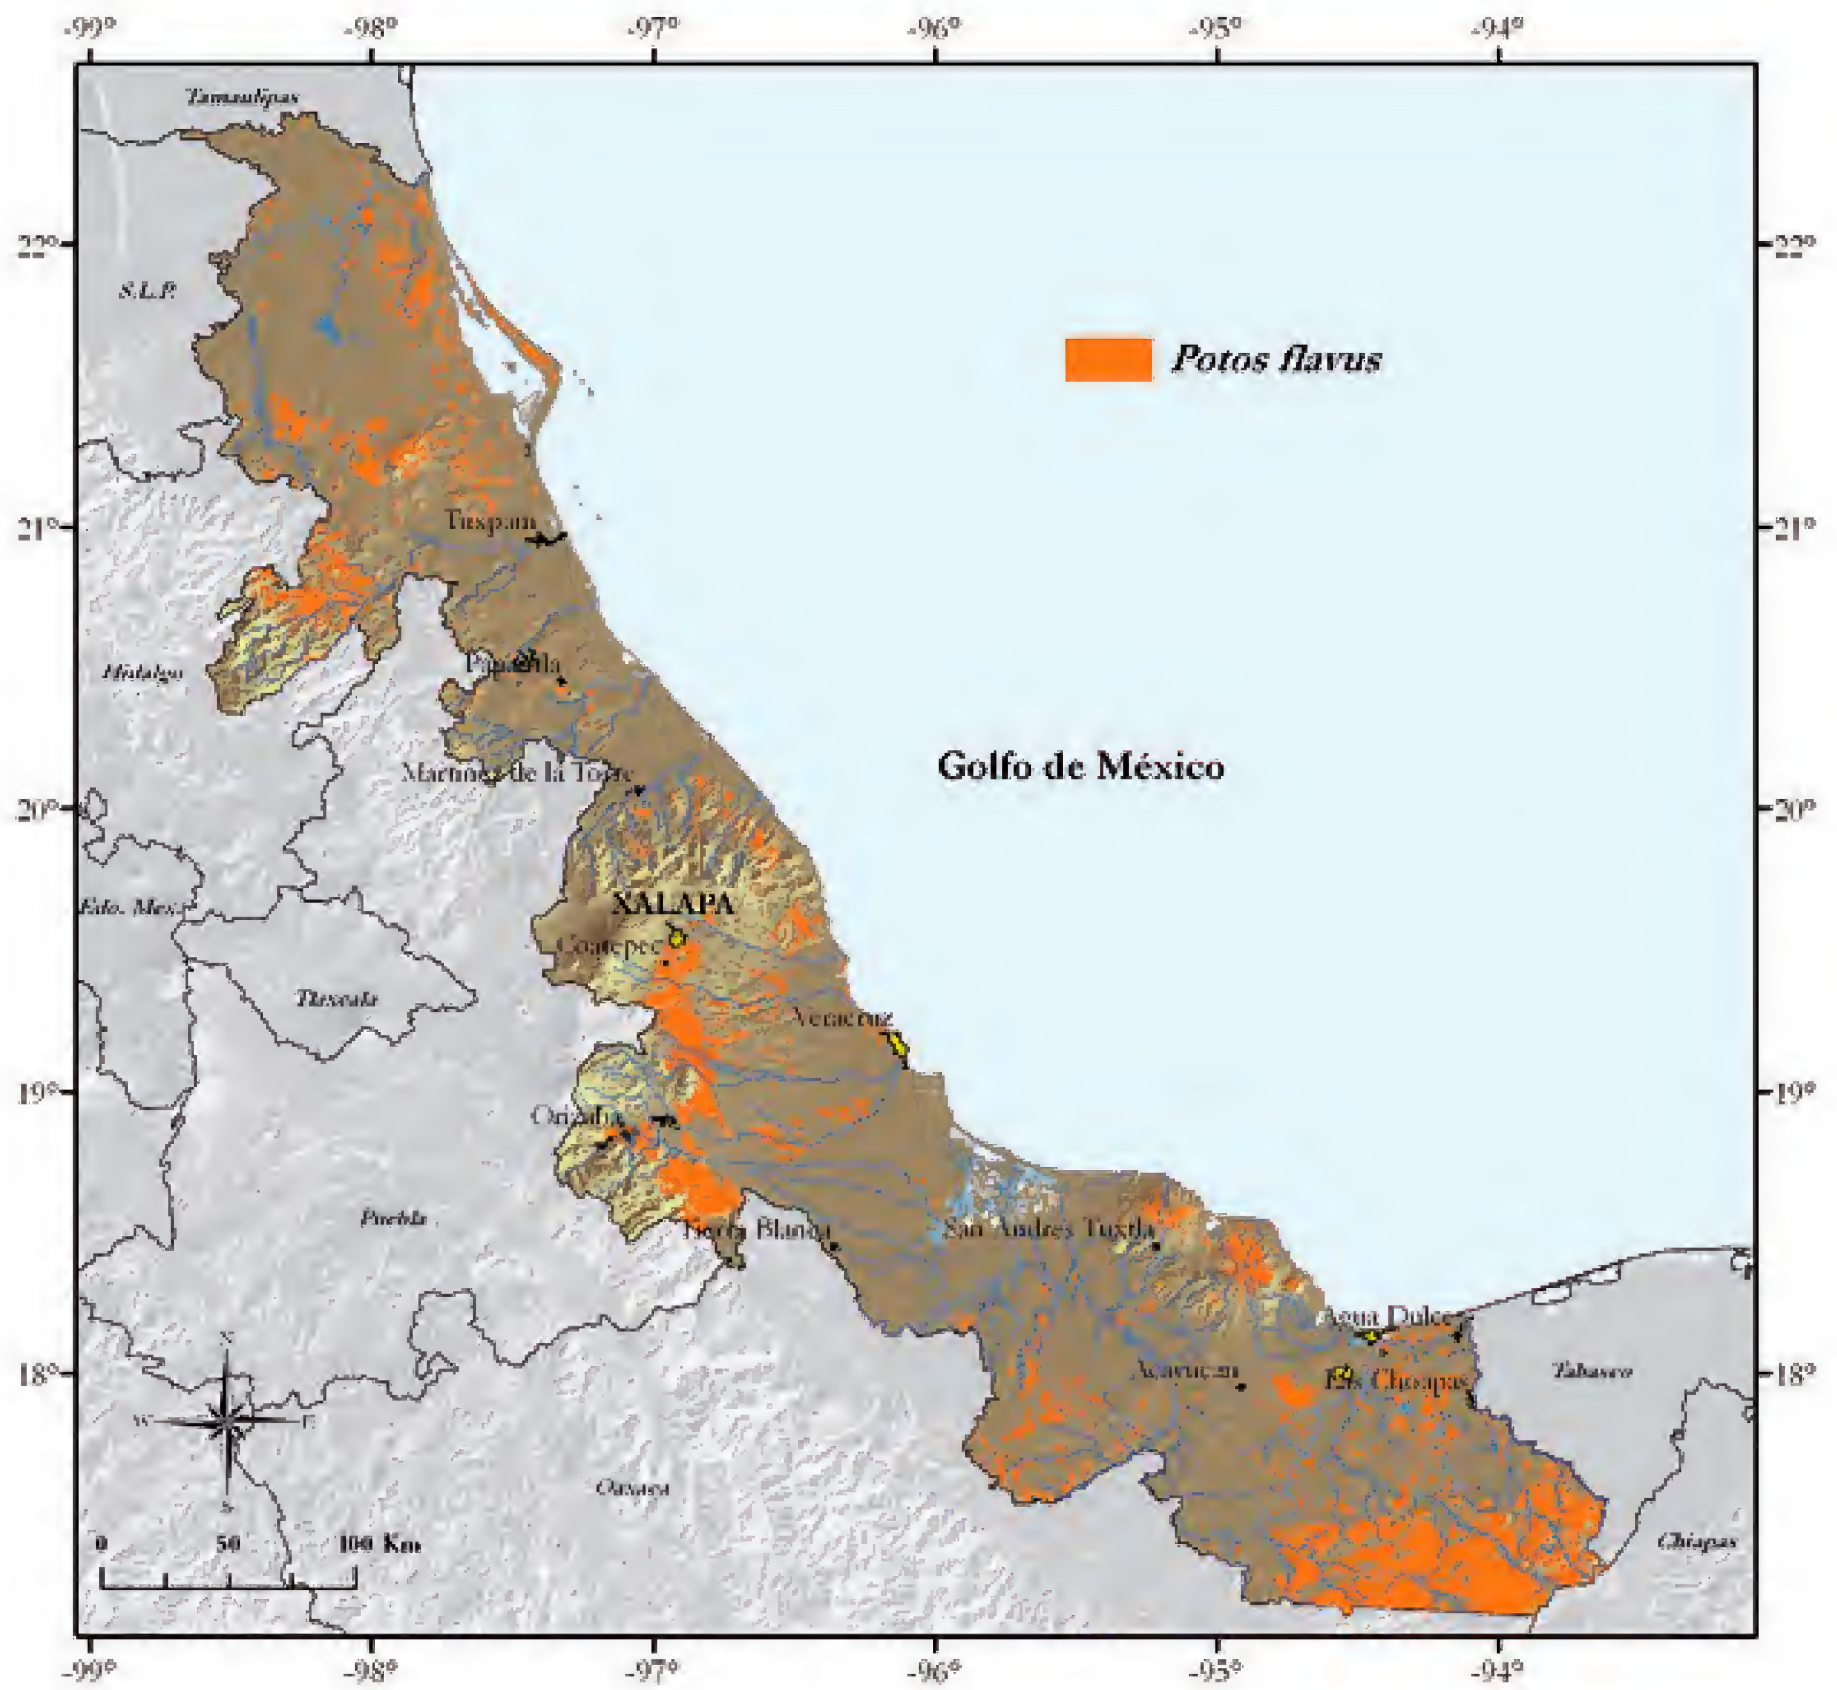 -99° -98° -97° -96° -95° -94°
Tamaulipas
22° 22°
S.L.P.
Potos flavus
21° 21°
Tuxpam
Hidalgo
Papantla
Golfo de México
Martínez de la Torre
20° 20°
XALAPA
Edo. Mex.
Coatepec
Tlaxcala
Veracruz
19° 19°
Orizaba
Puebla
Tierra Blanca San Andres Tuxtla
Agua Dulce
18° 18°
Acayucan Las Choapas Tabasco
N
W E
S
Oaxaca
Chiapas
0 50 100 Km
-99° -98° -97° -96° -95° -94°